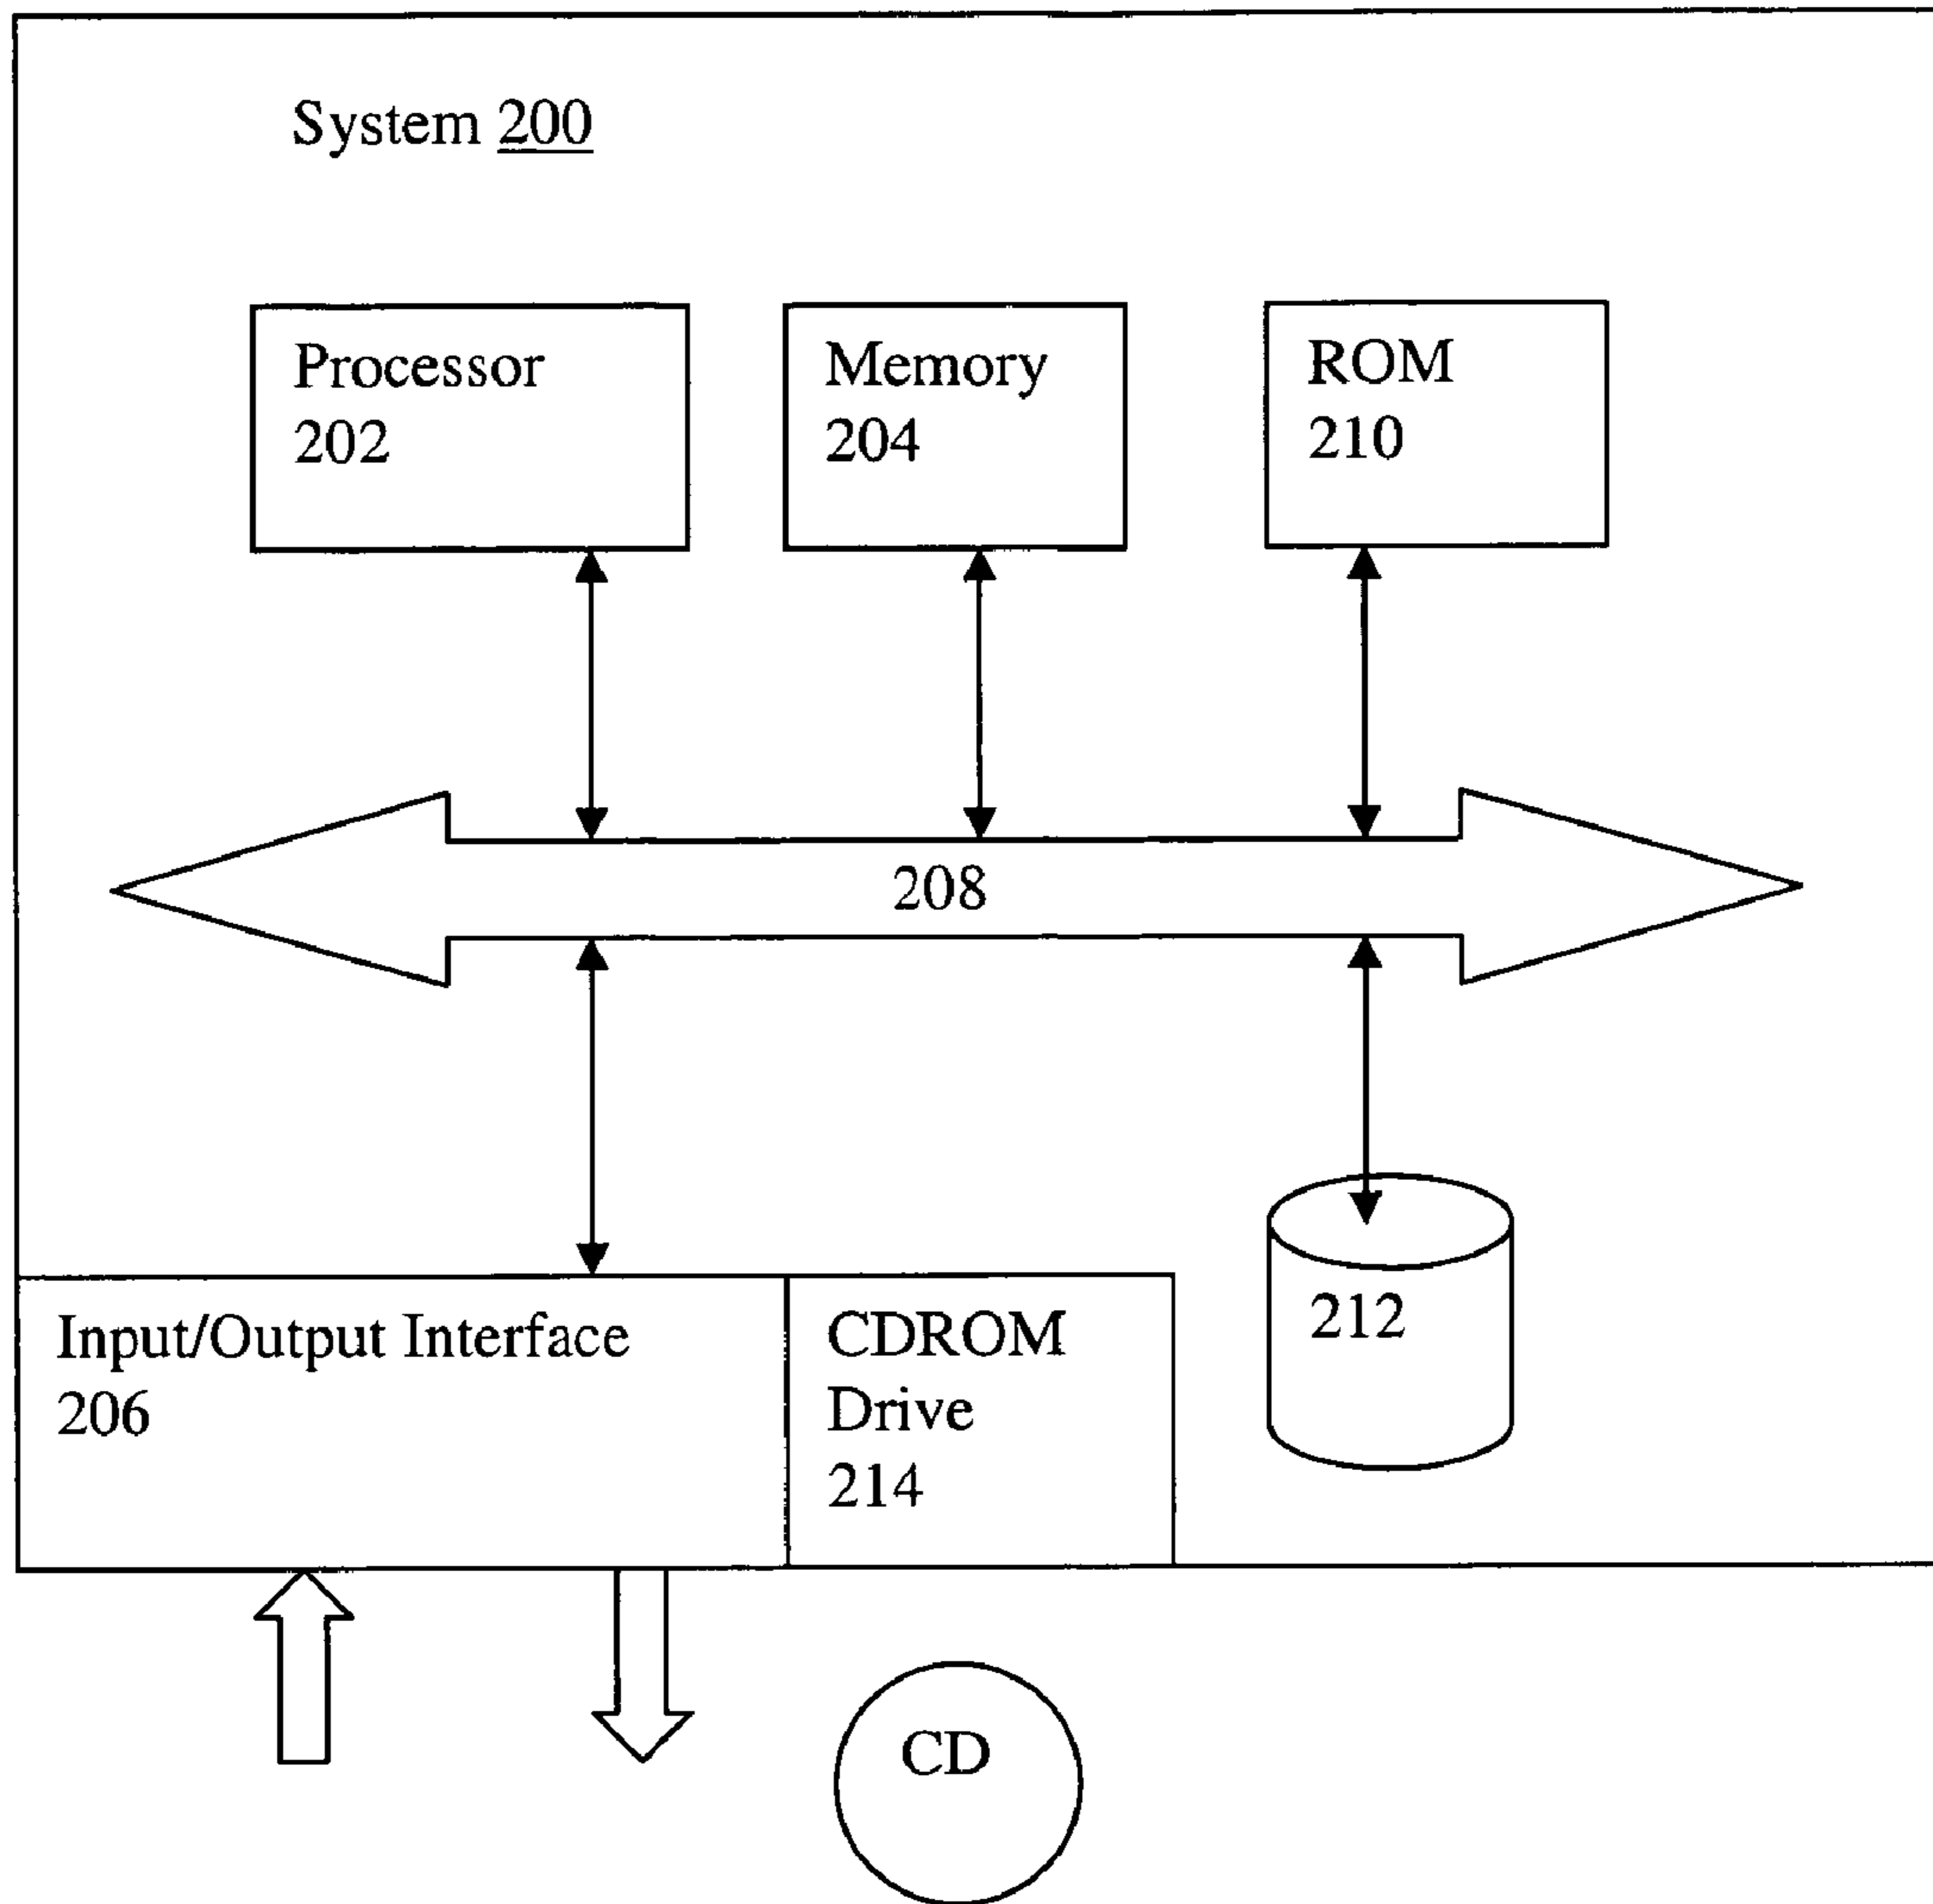 System 200
Processor
202
Memory
204
ROM
210
208
Input/Output Interface
206
CDROM
Drive
214
212
CD